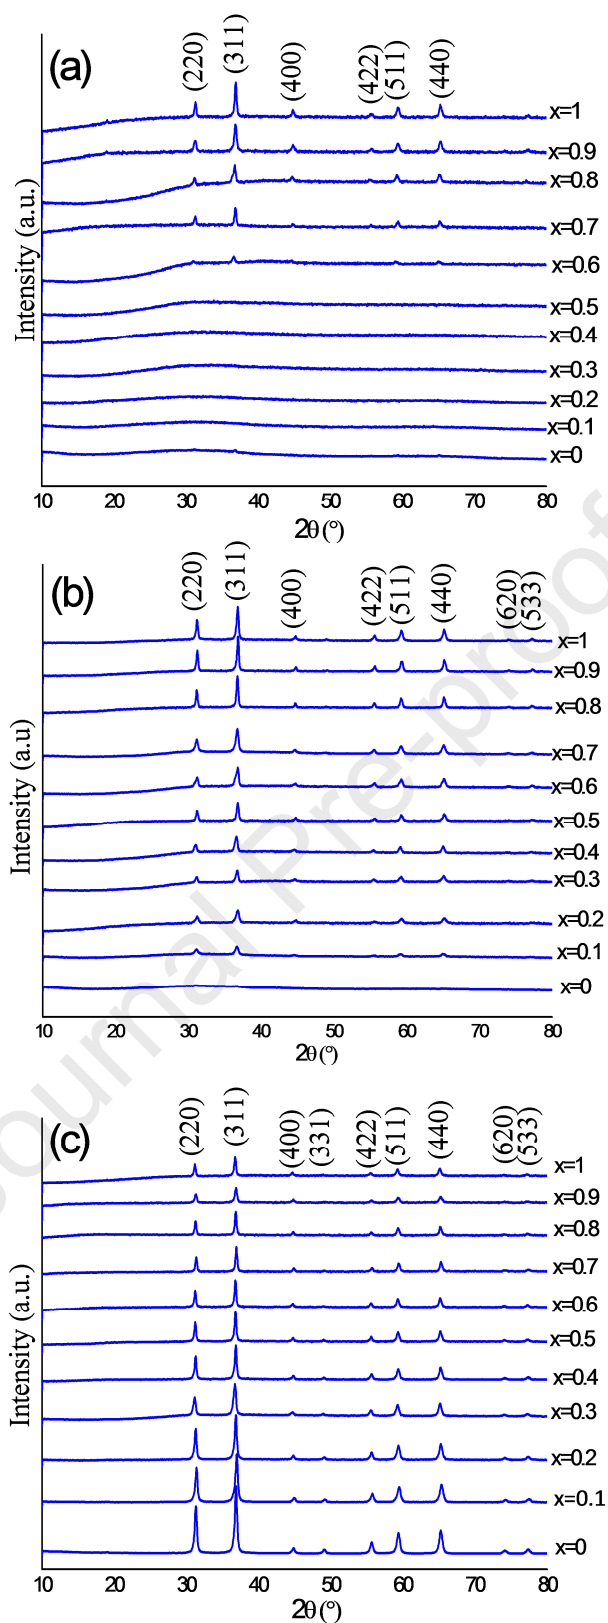 (a)
(220)
(311)
(400)
(422)
(511)
(440)
x=1
x=0.9
x=0.8
x=0.7
x=0.6
x=0.5
x=0.4
x=0.3
x=0.2
x=0.1
x=0
Intensity (a.u.)
10 20 30 40 50 60 70 80
2θ (°)
(b)
(220)
(311)
(400)
(422)
(511)
(440)
(620)
(533)
x=1
x=0.9
x=0.8
x=0.7
x=0.6
x=0.5
x=0.4
x=0.3
x=0.2
x=0.1
x=0
Intensity (a.u)
10 20 30 40 50 60 70 80
2θ (°)
(c)
(220)
(311)
(400)
(331)
(422)
(511)
(440)
(620)
(533)
x=1
x=0.9
x=0.8
x=0.7
x=0.6
x=0.5
x=0.4
x=0.3
x=0.2
x=0.1
x=0
Intensity (a.u.)
10 20 30 40 50 60 70 80
2θ (°)
Journal Pre-proof